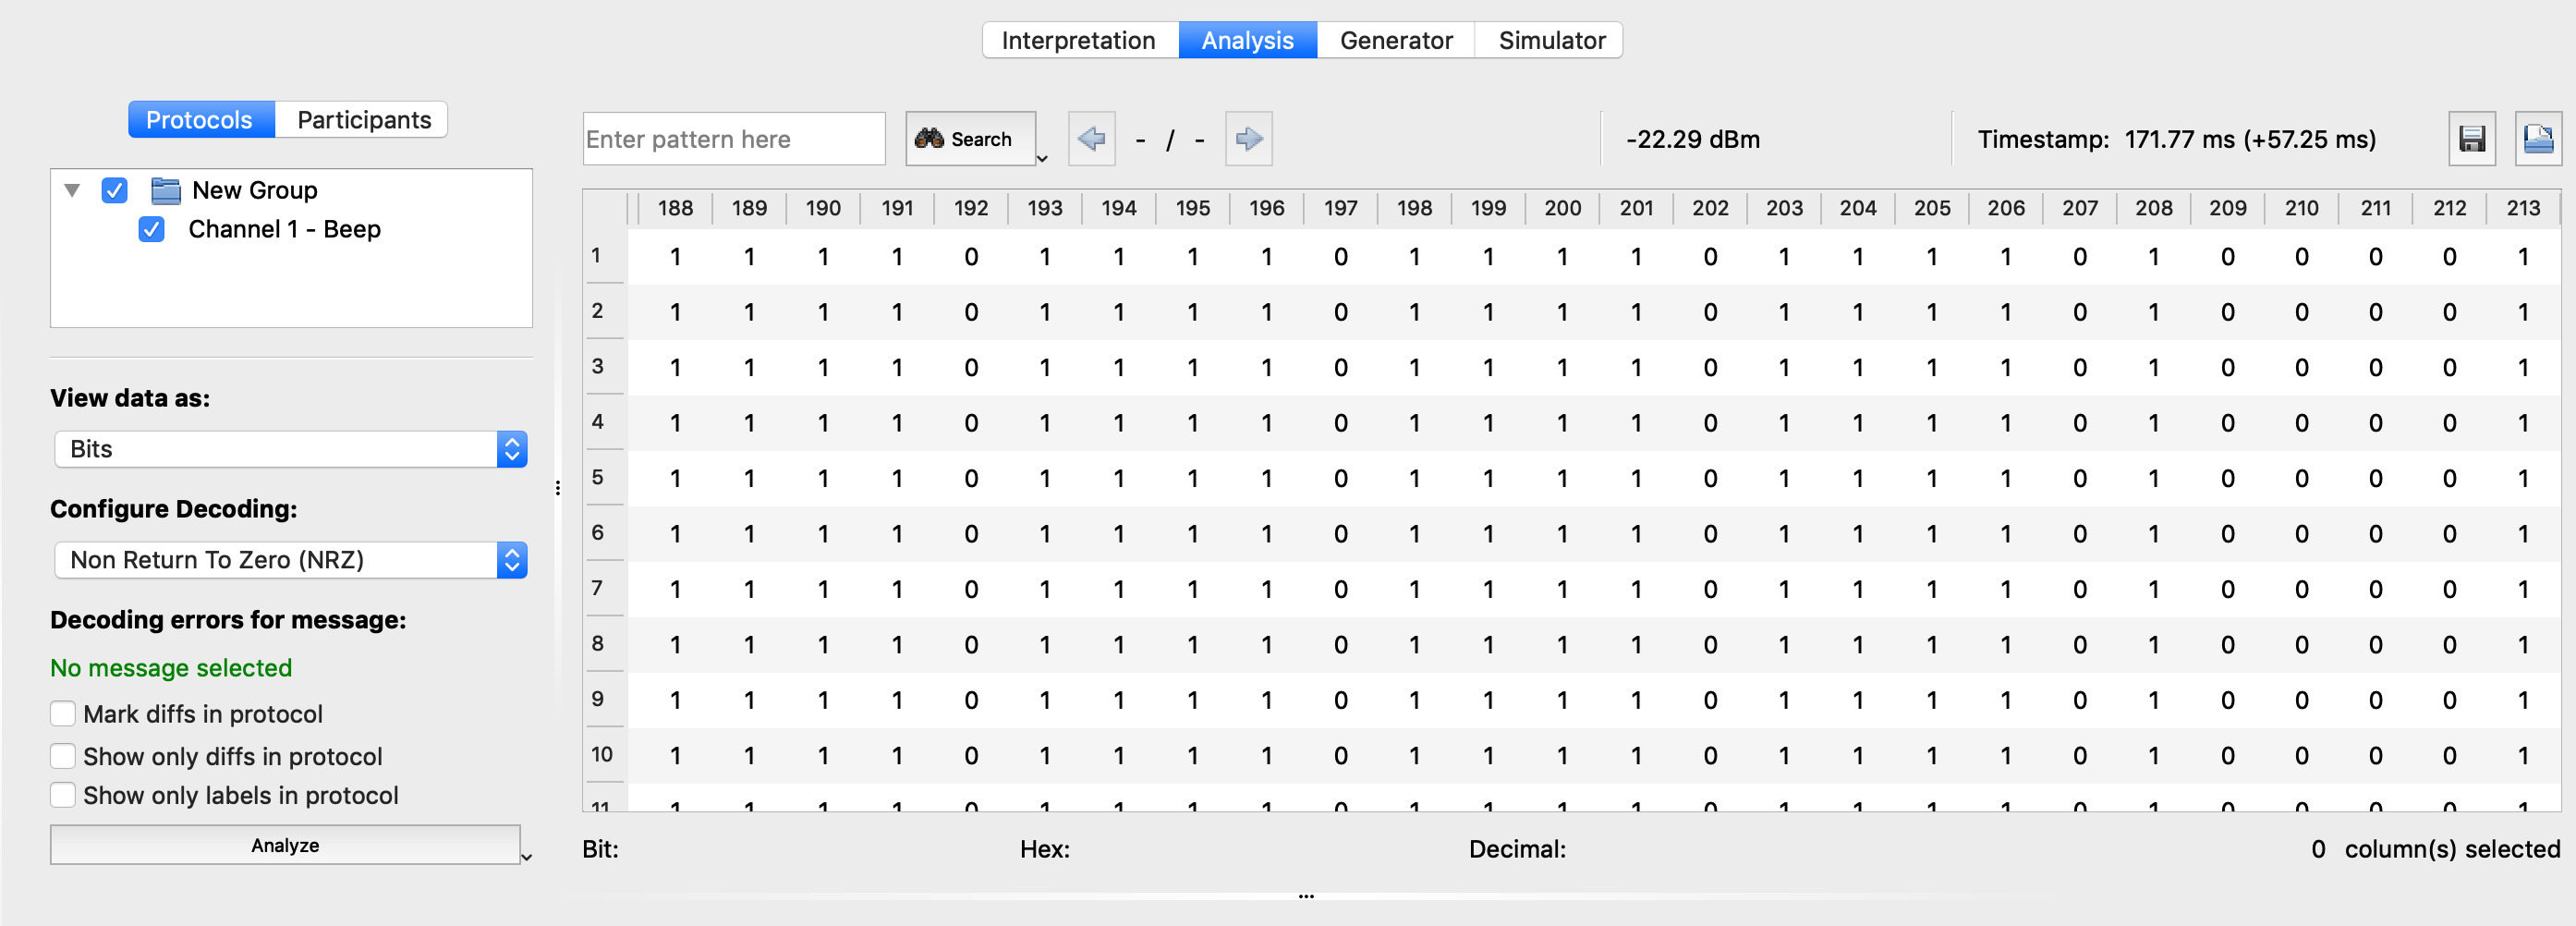 Interpretation Analysis Generator Simulator
Protocols Participants
Enter pattern here Search - / - -22.29 dBm Timestamp: 171.77 ms (+57.25 ms)
New Group
Channel 1 - Beep
View data as:
Bits
Configure Decoding:
Non Return To Zero (NRZ)
Decoding errors for message:
No message selected
Mark diffs in protocol
Show only diffs in protocol
Show only labels in protocol
Analyze
188 189 190 191 192 193 194 195 196 197 198 199 200 201 202 203 204 205 206 207 208 209 210 211 212 213
1 1 1 1 1 0 1 1 1 1 0 1 1 1 1 0 1 1 1 1 0 1 0 0 0 0 1
2 1 1 1 1 0 1 1 1 1 0 1 1 1 1 0 1 1 1 1 0 1 0 0 0 0 1
3 1 1 1 1 0 1 1 1 1 0 1 1 1 1 0 1 1 1 1 0 1 0 0 0 0 1
4 1 1 1 1 0 1 1 1 1 0 1 1 1 1 0 1 1 1 1 0 1 0 0 0 0 1
5 1 1 1 1 0 1 1 1 1 0 1 1 1 1 0 1 1 1 1 0 1 0 0 0 0 1
6 1 1 1 1 0 1 1 1 1 0 1 1 1 1 0 1 1 1 1 0 1 0 0 0 0 1
7 1 1 1 1 0 1 1 1 1 0 1 1 1 1 0 1 1 1 1 0 1 0 0 0 0 1
8 1 1 1 1 0 1 1 1 1 0 1 1 1 1 0 1 1 1 1 0 1 0 0 0 0 1
9 1 1 1 1 0 1 1 1 1 0 1 1 1 1 0 1 1 1 1 0 1 0 0 0 0 1
10 1 1 1 1 0 1 1 1 1 0 1 1 1 1 0 1 1 1 1 0 1 0 0 0 0 1
11 1 1 1 1 0 1 1 1 1 0 1 1 1 1 0 1 1 1 1 0 1 0 0 0 0 1
Bit: Hex: Decimal: 0 column(s) selected